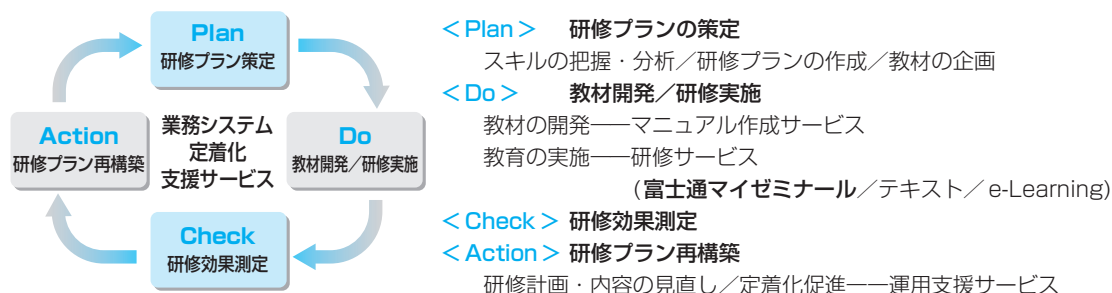 Plan
研修プラン策定
Action
研修プラン再構築
業務システム
定着化
支援サービス
Do
教材開発／研修実施
Check
研修効果測定
＜Plan＞ 研修プランの策定
スキルの把握・分析／研修プランの作成／教材の企画
＜Do＞ 教材開発／研修実施
教材の開発――マニュアル作成サービス
教育の実施――研修サービス
（富士通マイゼミナール／テキスト／e-Learning）
＜Check＞ 研修効果測定
＜Action＞ 研修プラン再構築
研修計画・内容の見直し／定着化促進――運用支援サービス